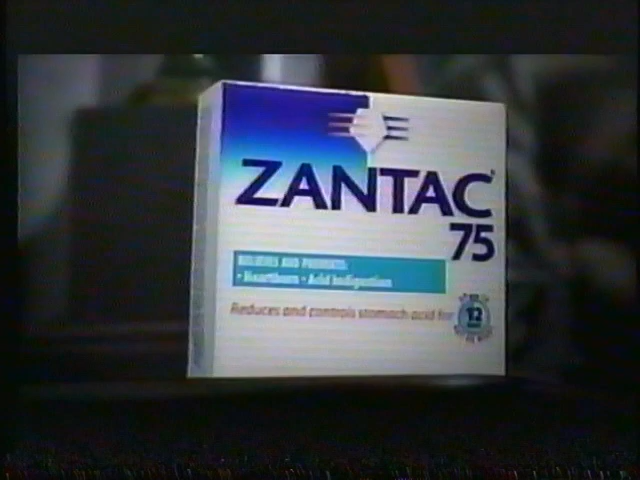 ZANTAC
75
RELIEVES AND PREVENTS:
• Heartburn • Acid Indigestion
Reduces and controls stomach acid for
12